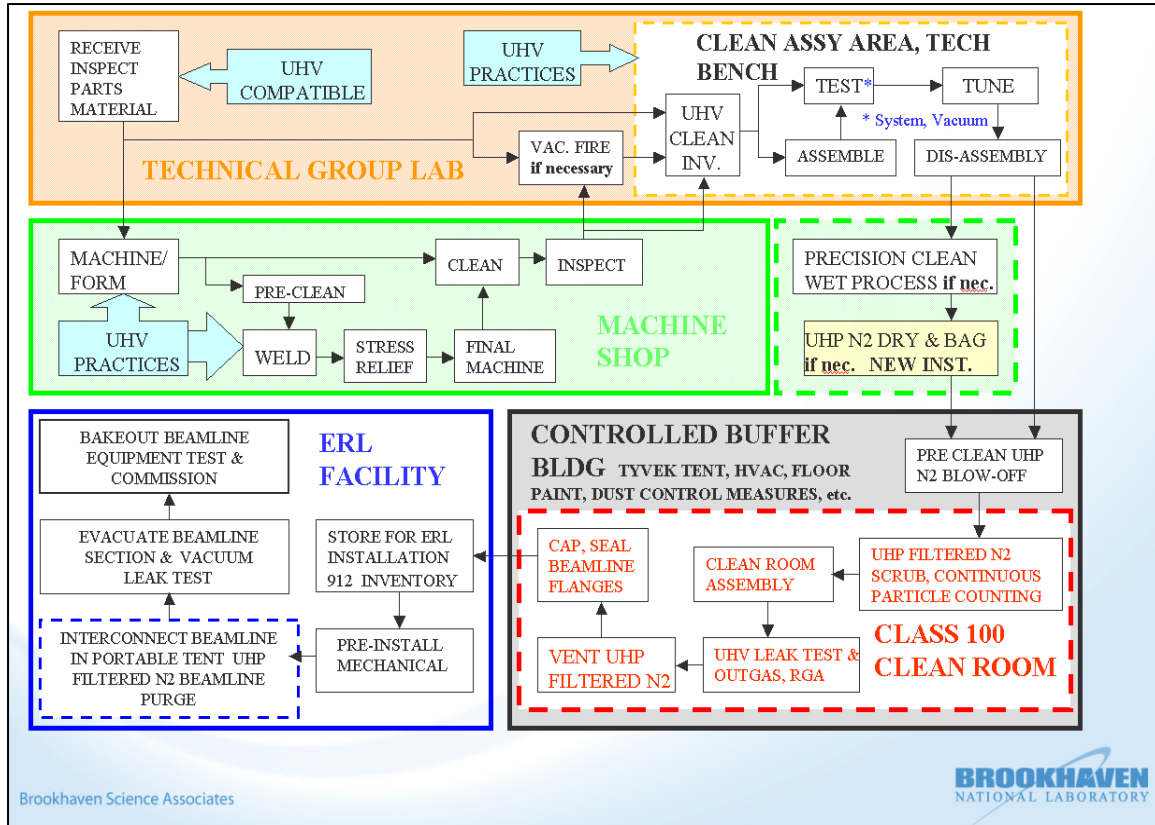 RECEIVE
INSPECT
PARTS
MATERIAL
UHV
COMPATIBLE
UHV
PRACTICES
CLEAN ASSY AREA, TECH
BENCH
TEST*
TUNE
* System, Vacuum
UHV
CLEAN
INV.
VAC. FIRE
if necessary
ASSEMBLE
DIS-ASSEMBLY
TECHNICAL GROUP LAB
MACHINE/
FORM
PRE-CLEAN
CLEAN
INSPECT
UHV
PRACTICES
WELD
STRESS
RELIEF
FINAL
MACHINE
MACHINE
SHOP
PRECISION CLEAN
WET PROCESS if nec.
UHP N2 DRY & BAG
if nec. NEW INST.
BAKEOUT BEAMLINE
EQUIPMENT TEST &
COMMISSION
ERL
FACILITY
EVACUATE BEAMLINE
SECTION & VACUUM
LEAK TEST
STORE FOR ERL
INSTALLATION
912 INVENTORY
INTERCONNECT BEAMLINE
IN PORTABLE TENT UHP
FILTERED N2 BEAMLINE
PURGE
PRE-INSTALL
MECHANICAL
CONTROLLED BUFFER
BLDG TYVEK TENT, HVAC, FLOOR
PAINT, DUST CONTROL MEASURES, etc.
PRE CLEAN UHP
N2 BLOW-OFF
CAP, SEAL
BEAMLINE
FLANGES
CLEAN ROOM
ASSEMBLY
UHP FILTERED N2
SCRUB, CONTINUOUS
PARTICLE COUNTING
VENT UHP
FILTERED N2
UHV LEAK TEST &
OUTGAS, RGA
CLASS 100
CLEAN ROOM
Brookhaven Science Associates
BROOKHAVEN
NATIONAL LABORATORY